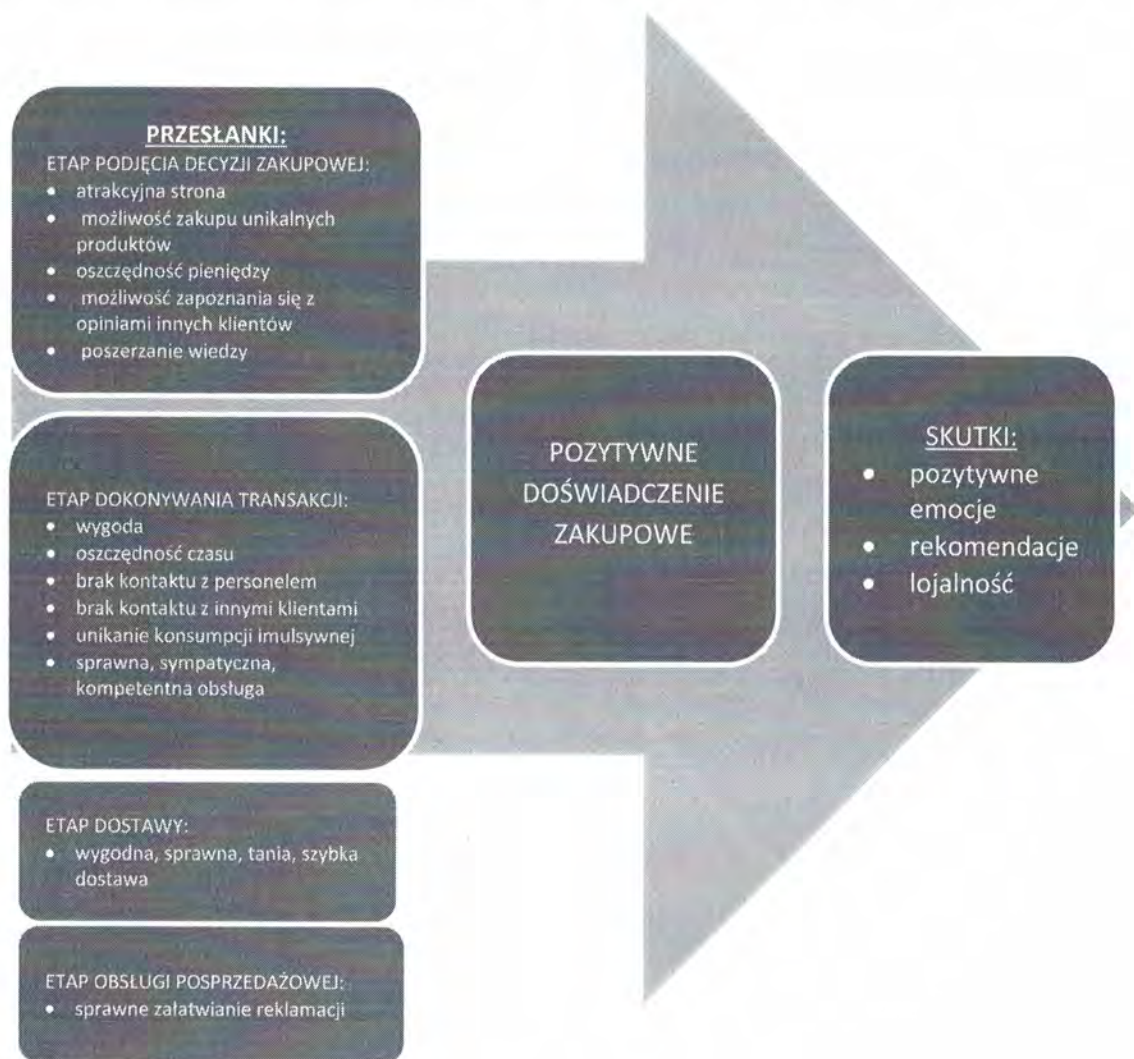 PRZESŁANKI:
ETAP PODJĘCIA DECYZJI ZAKUPOWEJ:
• atrakcyjna strona
• możliwość zakupu unikalnych
produktów
• oszczędność pieniędzy
• możliwość zapoznania się z
opiniami innych klientów
• poszerzanie wiedzy
ETAP DOKONYWANIA TRANSAKCJI:
• wygoda
• oszczędność czasu
• brak kontaktu z personelem
• brak kontaktu z innymi klientami
• unikanie konsumpcji imulsywnej
• sprawna, sympatyczna,
kompetentna obsługa
ETAP DOSTAWY:
• wygodna, sprawna, tania, szybka
dostawa
ETAP OBSŁUGI POSPRZEDAŻOWEJ:
• sprawne załatwianie reklamacji
POZYTYWNE
DOŚWIADCZENIE
ZAKUPOWE
SKUTKI:
• pozytywne
emocje
• rekomendacje
• lojalność